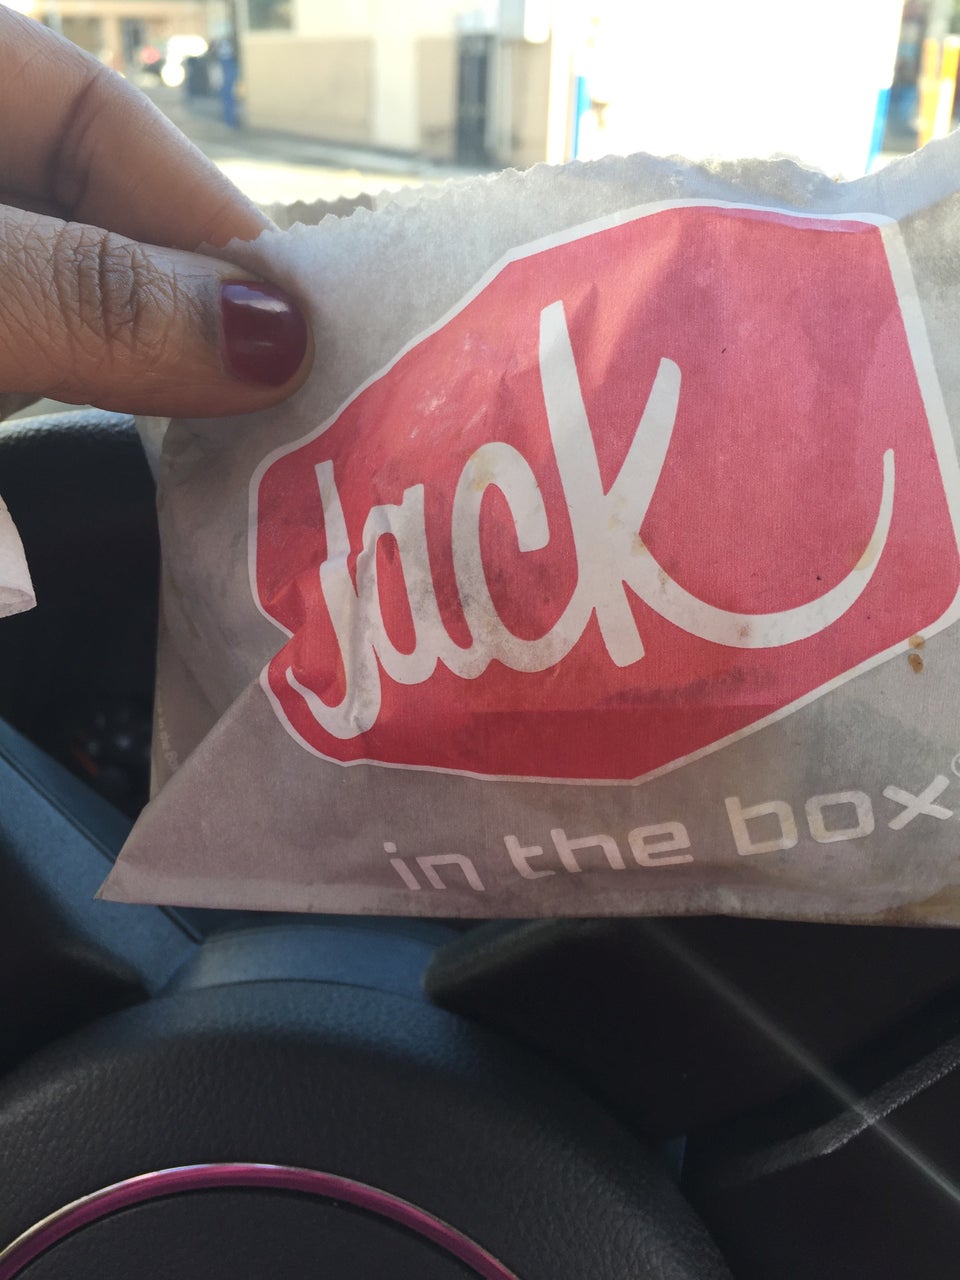 Jack
in the box®